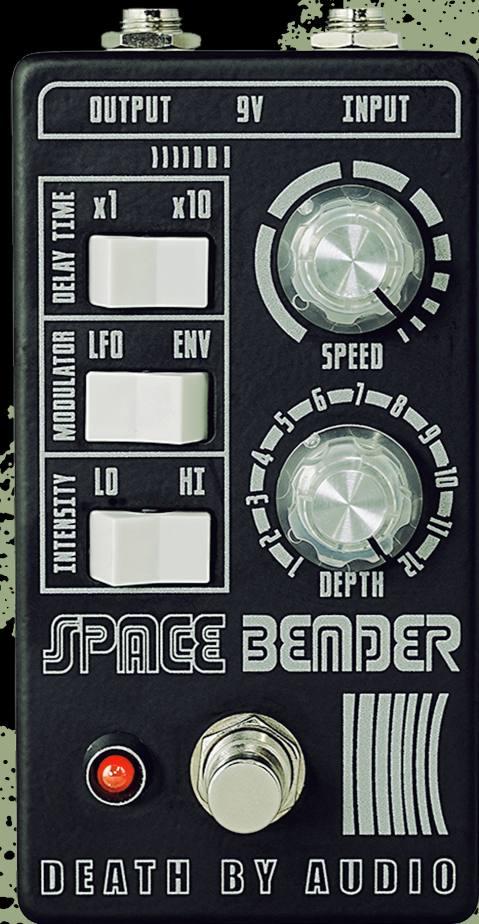 OUTPUT 9V INPUT
DELAY TIME
x1 x10
MODULATOR
LFO ENV
INTENSITY
LO HI
SPEED
1 2 3 4 5 6 7 8 9 10 11 12
DEPTH
SPACE BENDER
DEATH BY AUDIO